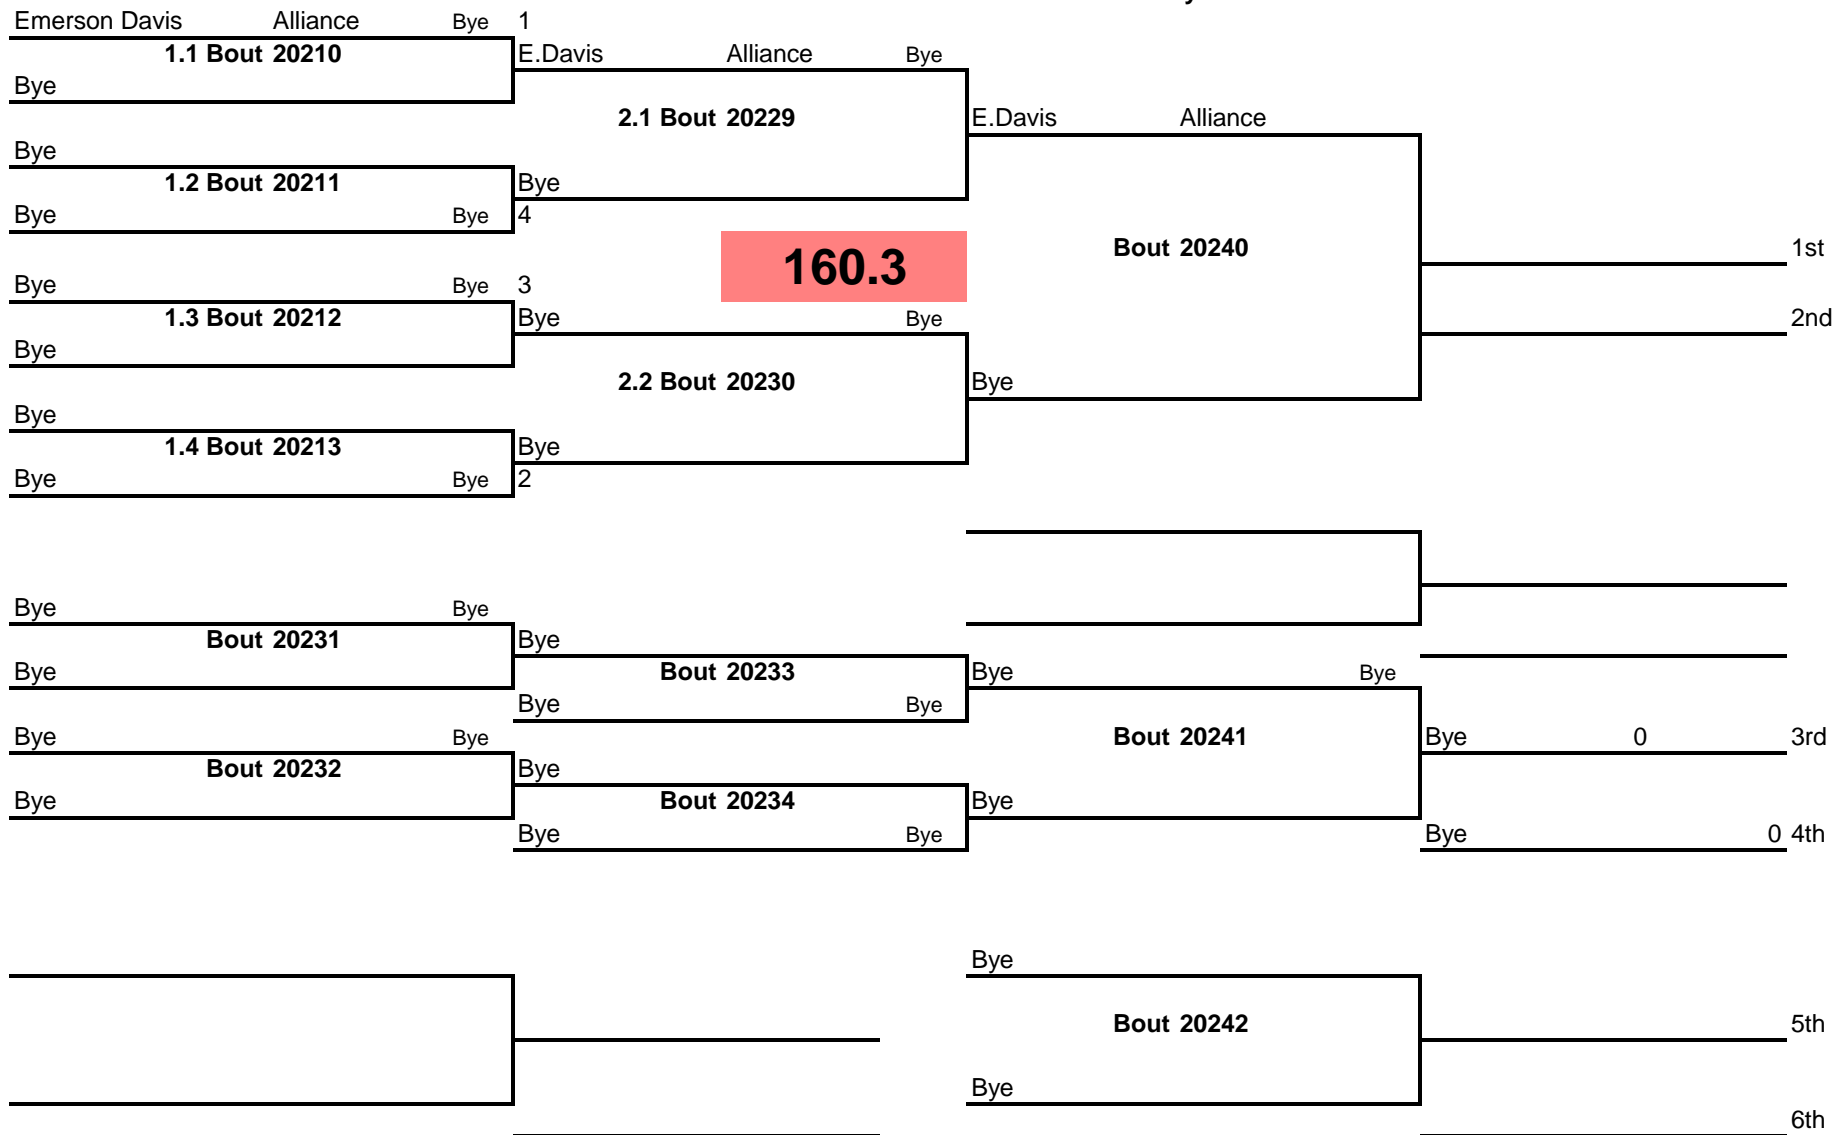 Emerson Davis Alliance Bye 1
1.1 Bout 20210 E.Davis Alliance Bye
Bye
2.1 Bout 20229 E.Davis Alliance
Bye
1.2 Bout 20211 Bye
Bye Bye 4
160.3 Bout 20240 1st
Bye Bye 3
1.3 Bout 20212 Bye Bye 2nd
Bye
2.2 Bout 20230 Bye
Bye
1.4 Bout 20213 Bye
Bye Bye 2
Bye Bye
Bout 20231 Bye
Bye Bout 20233 Bye Bye
Bye Bye
Bye Bye Bout 20241 Bye 0 3rd
Bout 20232 Bye
Bye Bout 20234 Bye
Bye Bye Bye 0 4th
Bye
Bout 20242 5th
Bye
6th